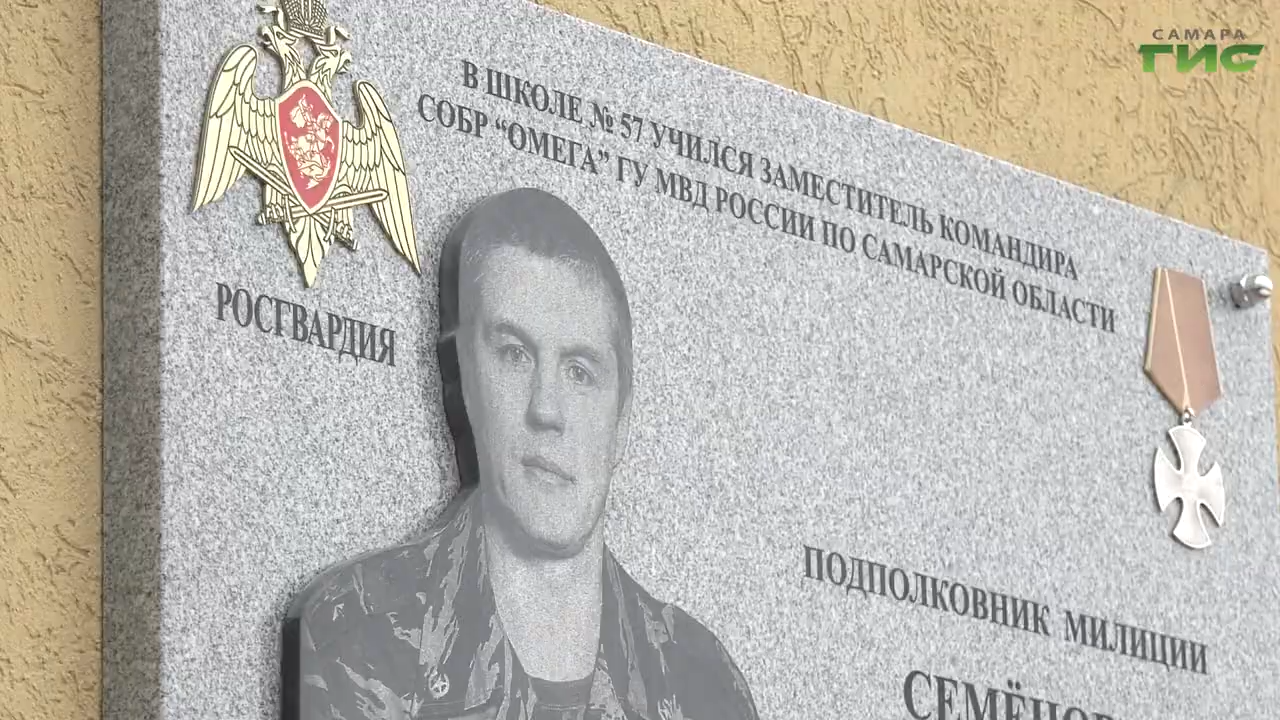 САМАРА
ГИС
В ШКОЛЕ № 57 УЧИЛСЯ ЗАМЕСТИТЕЛЬ КОМАНДИРА
СОБР “ОМЕГА” ГУ МВД РОССИИ ПО САМАРСКОЙ ОБЛАСТИ
РОСГВАРДИЯ
ПОДПОЛКОВНИК МИЛИЦИИ
СЕМЁНОВ